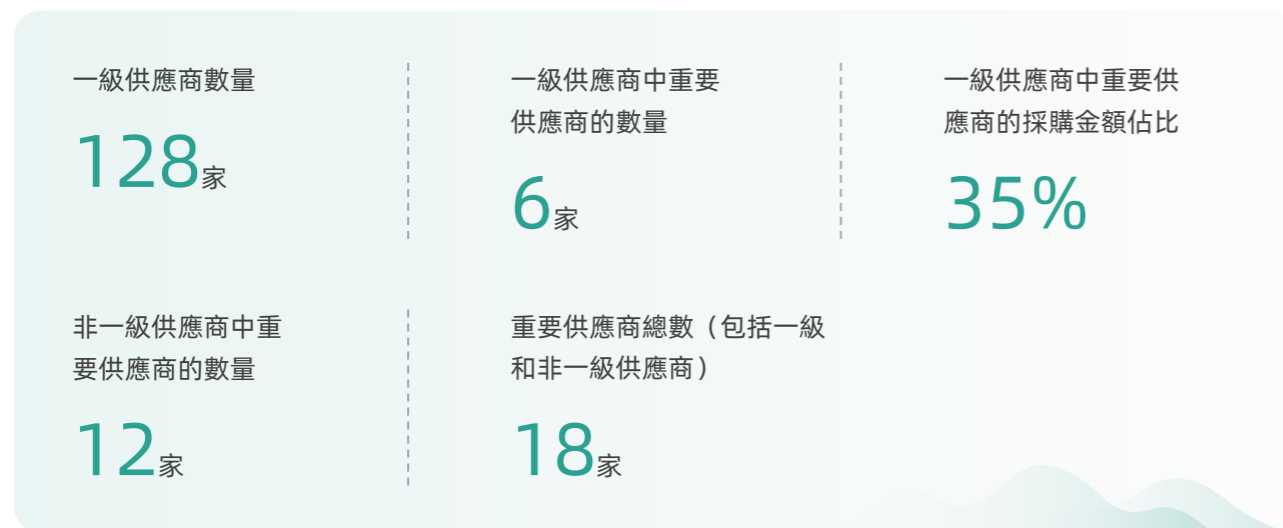 一級供應商數量
128家
一級供應商中重要
供應商的數量
6家
一級供應商中重要供
應商的採購金額佔比
35%
非一級供應商中重
要供應商的數量
12家
重要供應商總數（包括一級
和非一級供應商）
18家